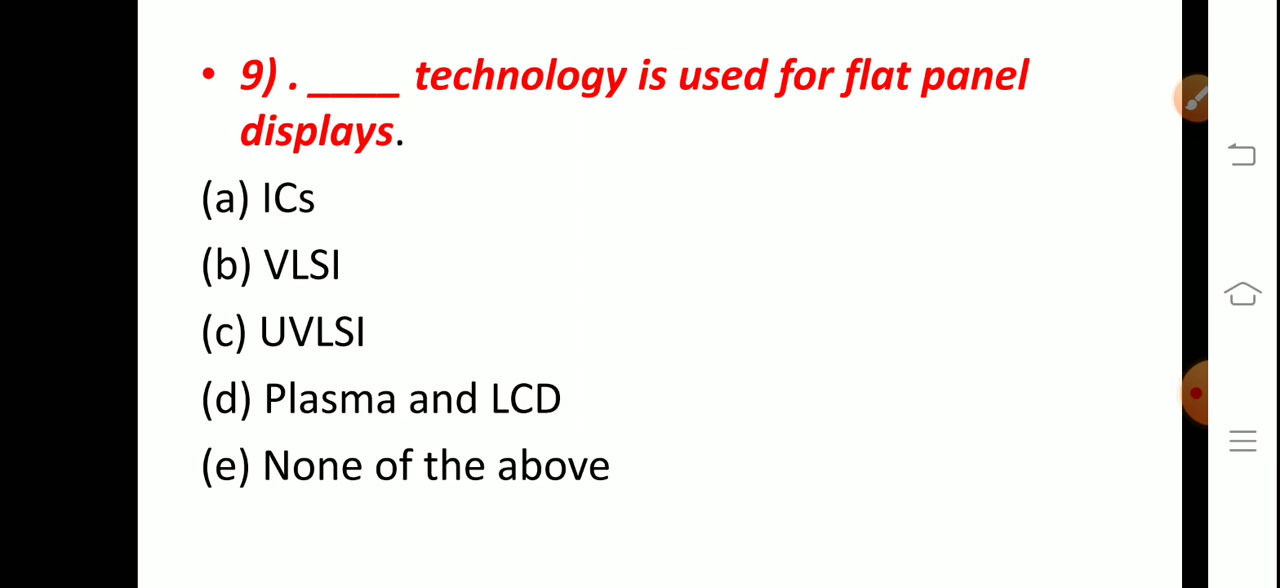 • 9) . ____ technology is used for flat panel
displays.
(a) ICs
(b) VLSI
(c) UVLSI
(d) Plasma and LCD
(e) None of the above